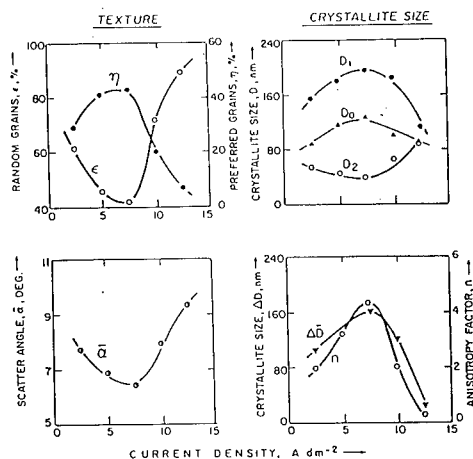 TEXTURE
CRYSTALLITE SIZE
RANDOM GRAINS, ε, %
100
80
60
40
0
5
10
15
η
ε
60
40
20
0
PREFERRED GRAINS, η, %
CRYSTALLITE SIZE, D, nm
240
160
80
0
0
5
10
15
D₁
D₀
D₂
SCATTER ANGLE, ᾱ, DEG.
11
9
7
5
0
5
10
15
ᾱ
CRYSTALLITE SIZE, ΔD, nm
240
160
80
0
0
5
10
15
ΔD̄
n
6
4
2
0
ANISOTROPY FACTOR, n
CURRENT DENSITY, A dm⁻²